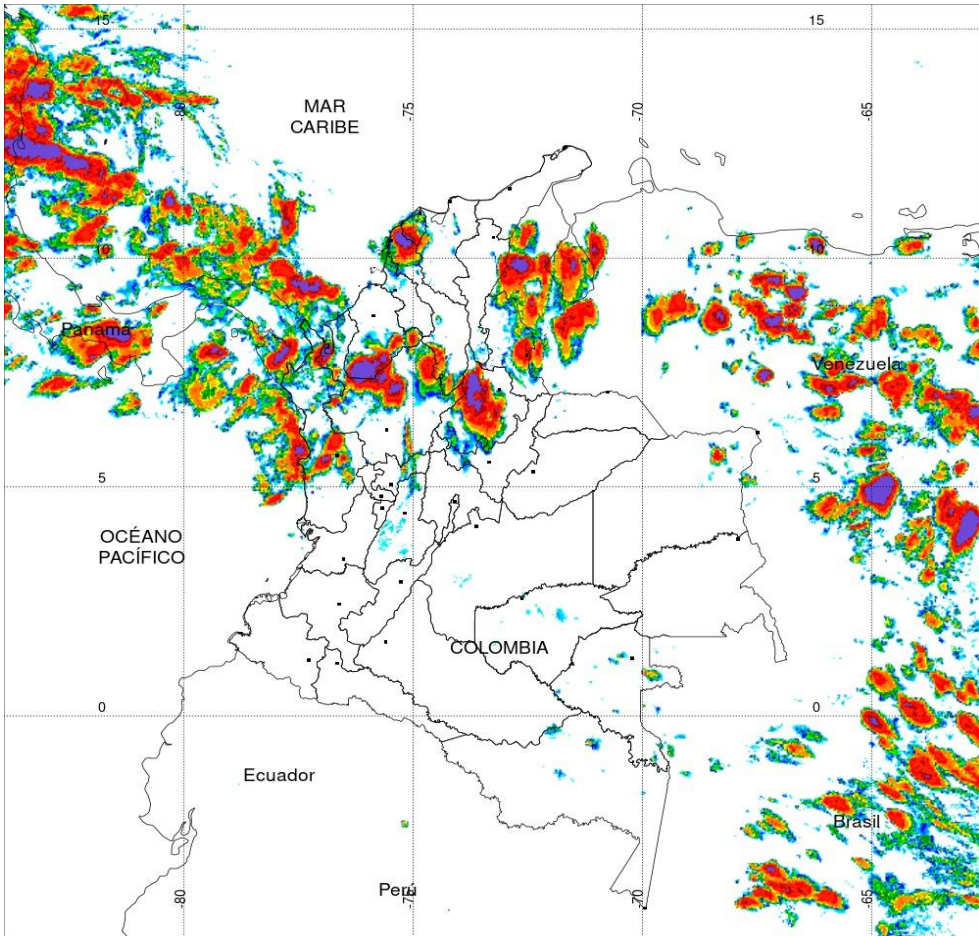 15
15
-80
-75
-70
-65
MAR
CARIBE
10
10
Panamá
Venezuela
5
5
OCÉANO
PACÍFICO
COLOMBIA
0
0
Ecuador
Brasil
Perú
-80
-70
-65